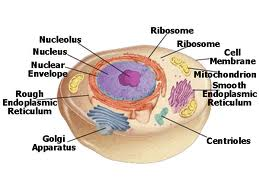 Nucleolus
Nucleus
Nuclear
Envelope
Rough
Endoplasmic
Reticulum
Golgi
Apparatus
Ribosome
Ribosome
Cell
Membrane
Mitochondrion
Smooth
Endoplasmic
Reticulum
Centrioles